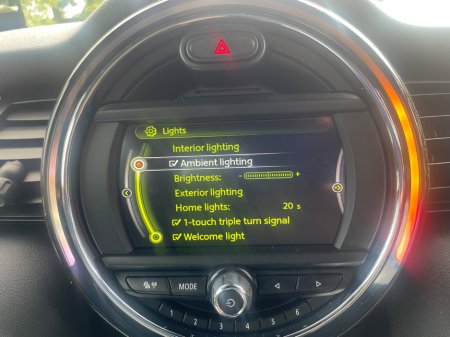 Lights
Interior lighting
Ambient lighting
Brightness: - +
Exterior lighting
Home lights: 20 s
1-touch triple turn signal
Welcome light
MODE
1 2 3 4 5 6